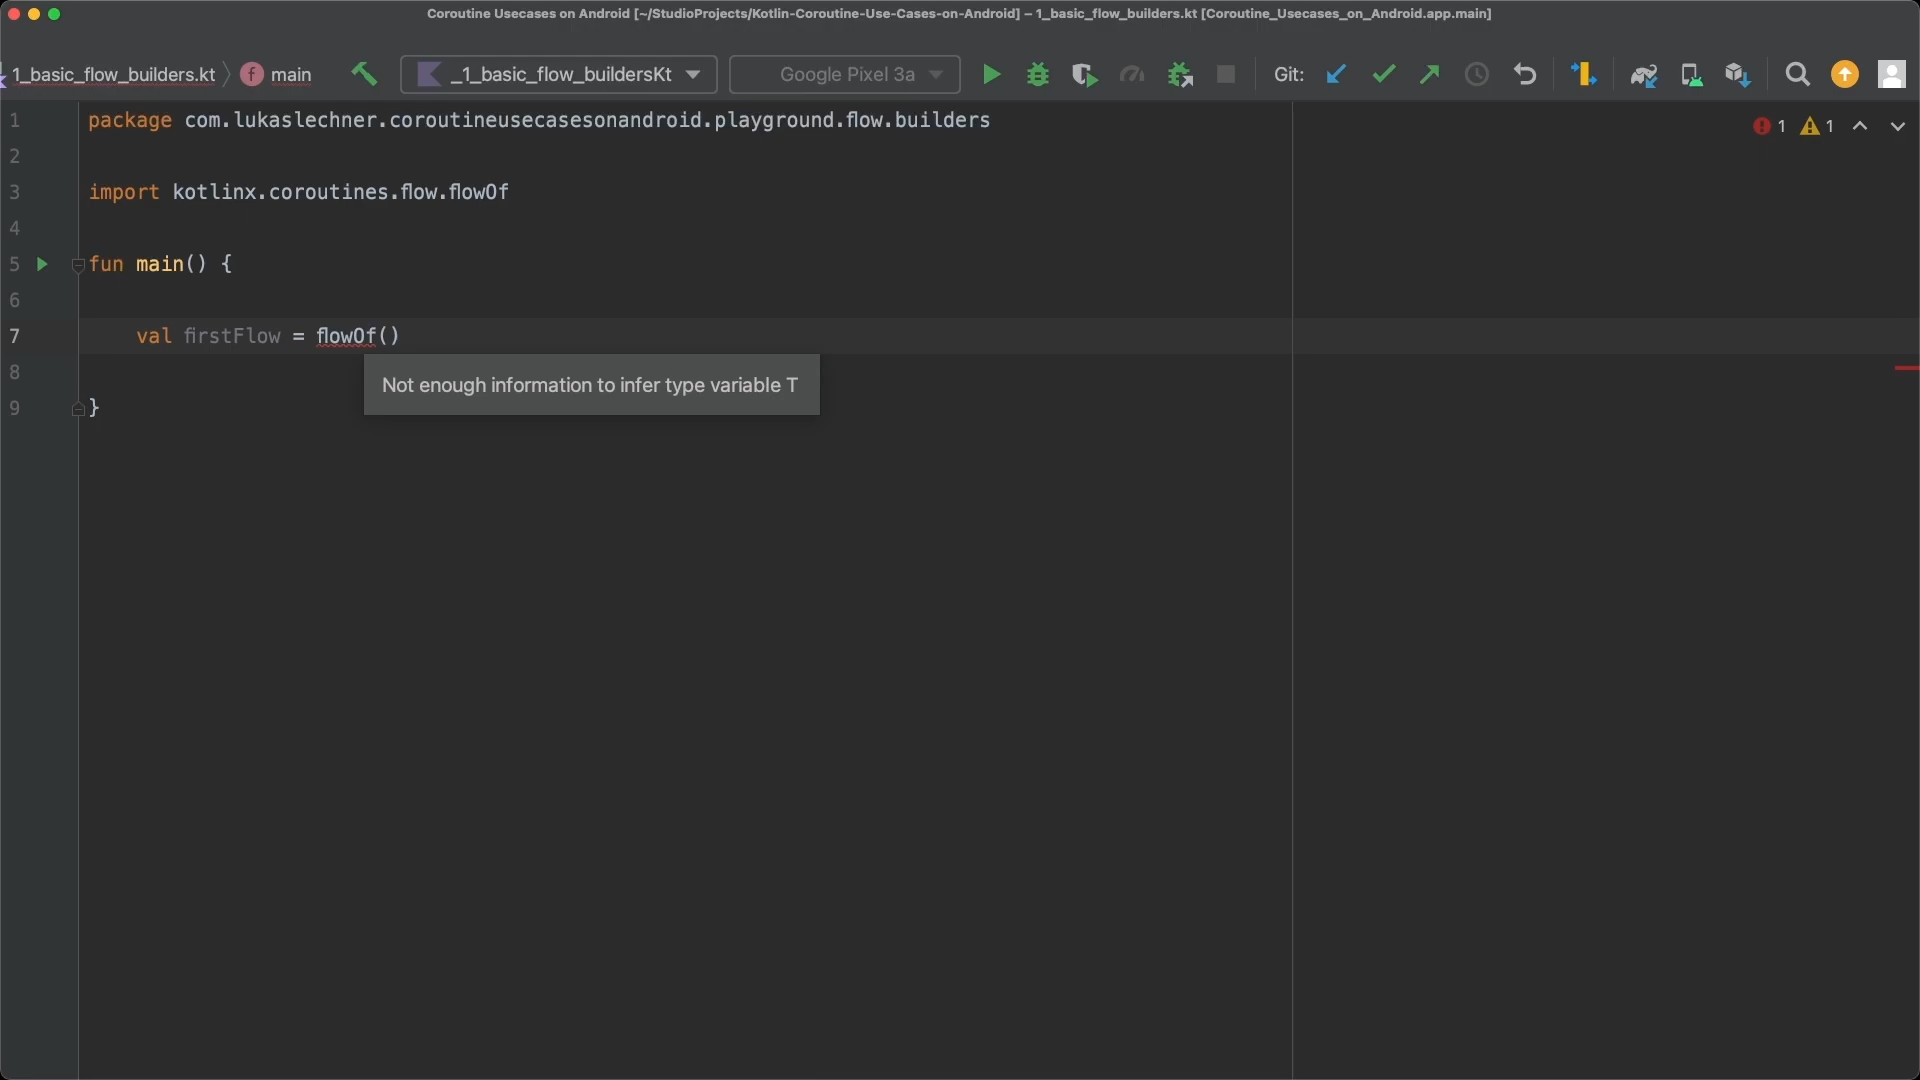 Coroutine Usecases on Android [~/StudioProjects/Kotlin-Coroutine-Use-Cases-on-Android] – 1_basic_flow_builders.kt [Coroutine_Usecases_on_Android.app.main]
1_basic_flow_builders.kt f main _1_basic_flow_buildersKt Google Pixel 3a Git:
1 package com.lukaslechner.coroutineusecasesonandroid.playground.flow.builders
1 1
2
3 import kotlinx.coroutines.flow.flowOf
4
5 fun main() {
6
7 val firstFlow = flowOf()
8
Not enough information to infer type variable T
9 }